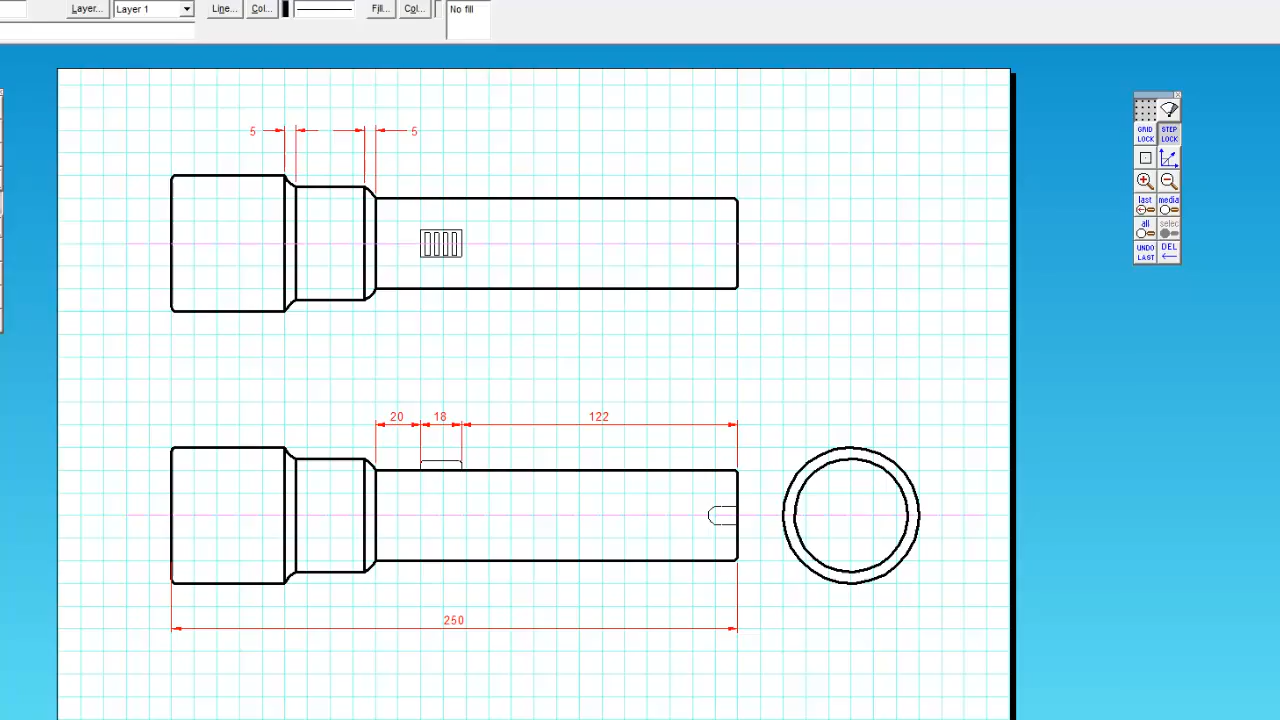 Layer... Layer 1 Line... Col... Fill... Col... No fill
5 5
GRID LOCK STEP LOCK
last media
all selec
UNDO LAST DEL
20 18 122
250